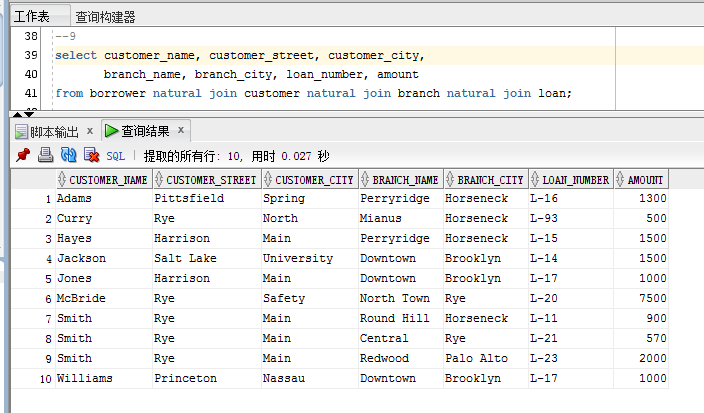 工作表 查询构建器
38 --9
39 select customer_name, customer_street, customer_city,
40 branch_name, branch_city, loan_number, amount
41 from borrower natural join customer natural join branch natural join loan;
脚本输出 x 查询结果 x
SQL | 提取的所有行: 10, 用时 0.027 秒
CUSTOMER_NAME CUSTOMER_STREET CUSTOMER_CITY BRANCH_NAME BRANCH_CITY LOAN_NUMBER AMOUNT
1 Adams Pittsfield Spring Perryridge Horseneck L-16 1300
2 Curry Rye North Mianus Horseneck L-93 500
3 Hayes Harrison Main Perryridge Horseneck L-15 1500
4 Jackson Salt Lake University Downtown Brooklyn L-14 1500
5 Jones Harrison Main Downtown Brooklyn L-17 1000
6 McBride Rye Safety North Town Rye L-20 7500
7 Smith Rye Main Round Hill Horseneck L-11 900
8 Smith Rye Main Central Rye L-21 570
9 Smith Rye Main Redwood Palo Alto L-23 2000
10 Williams Princeton Nassau Downtown Brooklyn L-17 1000